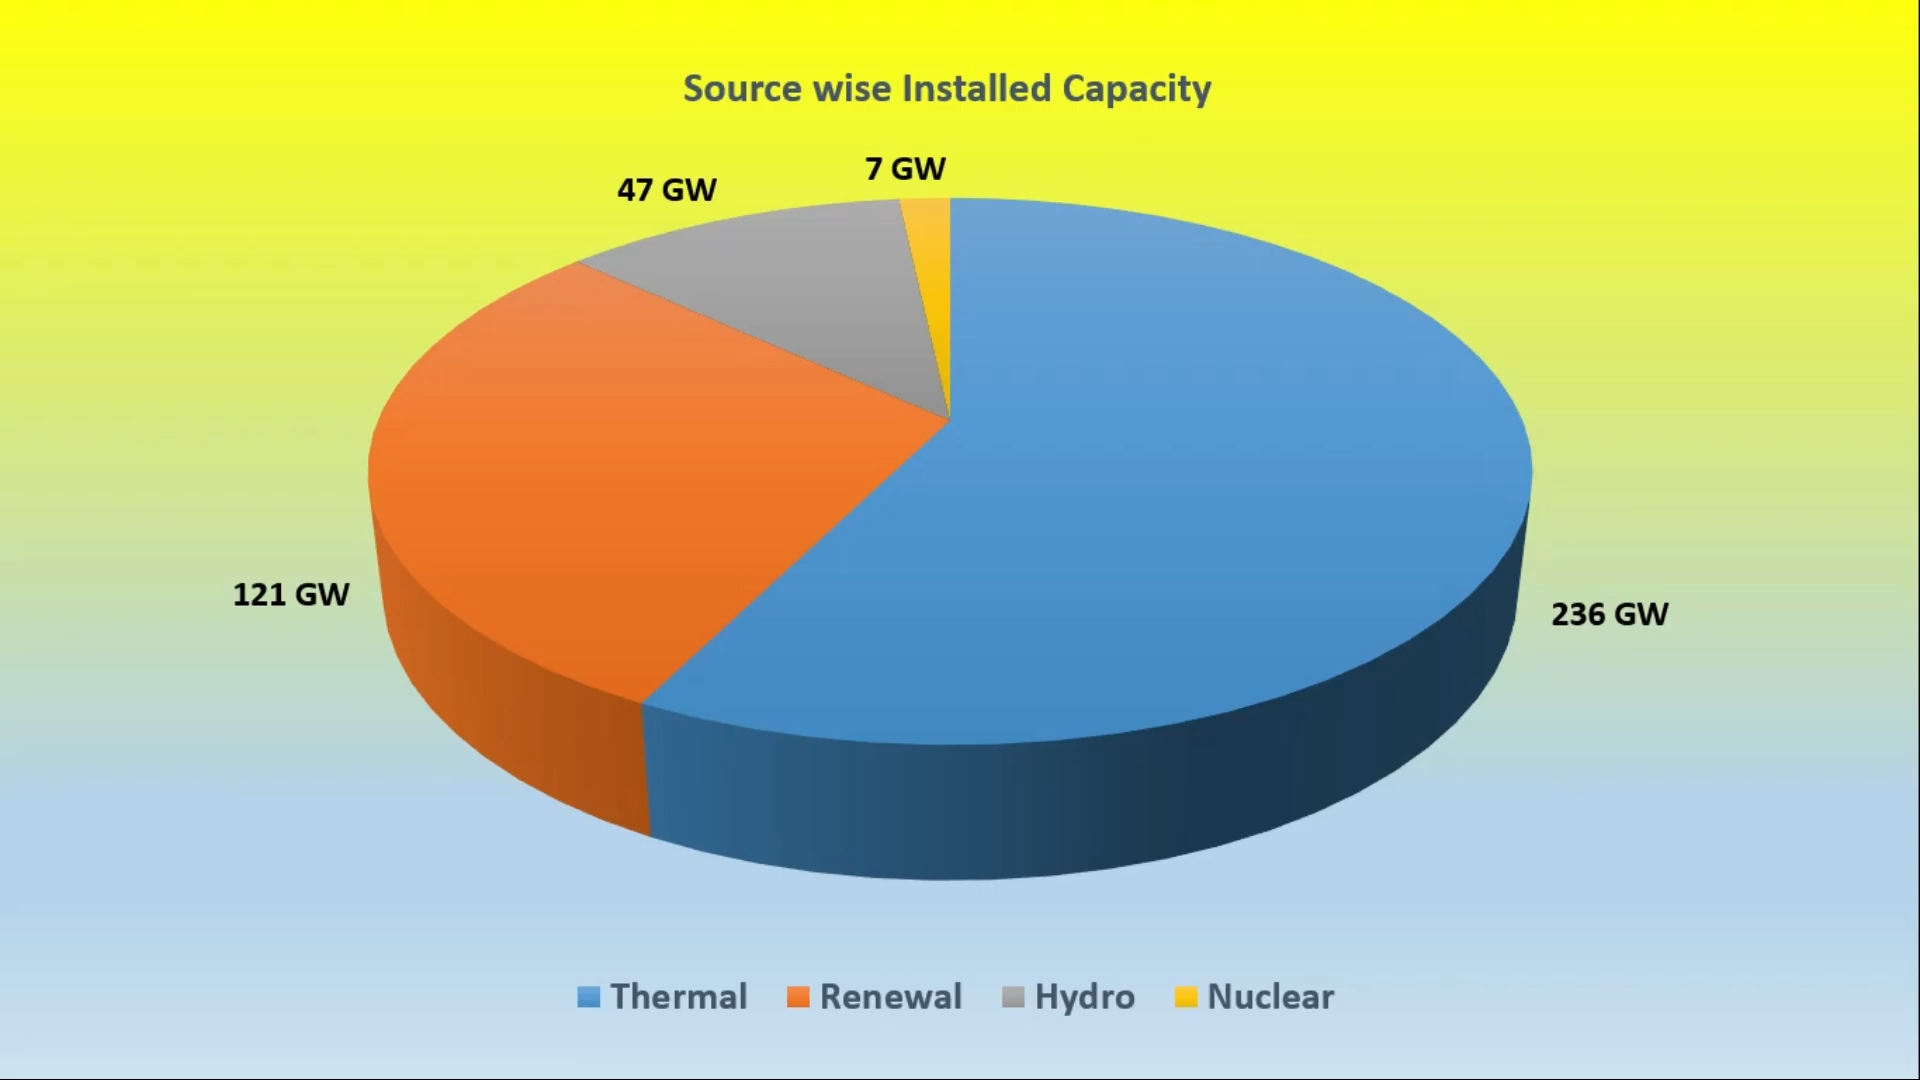 Source wise Installed Capacity
7 GW
47 GW
121 GW
236 GW
Thermal Renewal Hydro Nuclear